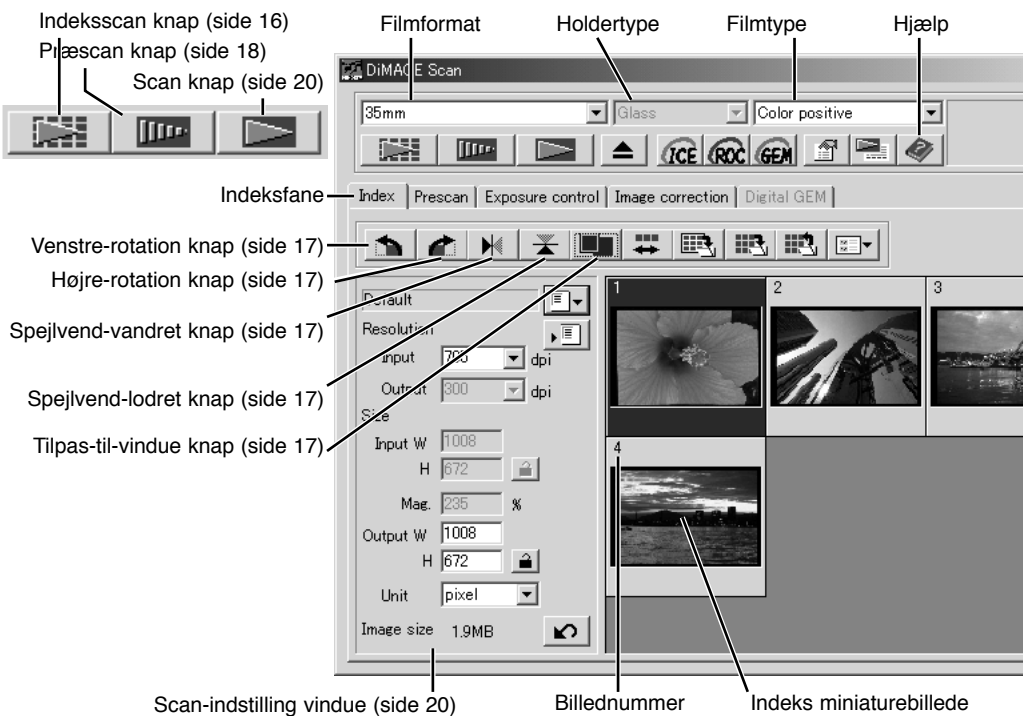 Indeksscan knap (side 16)
Præscan knap (side 18)
Scan knap (side 20)
Filmformat
Holdertype
Filmtype
Hjælp
DiMAGE Scan
35mm
Glass
Color positive
ICE ROC GEM
Indeksfane
Index Prescan Exposure control Image correction Digital GEM
Venstre-rotation knap (side 17)
Højre-rotation knap (side 17)
Spejlvend-vandret knap (side 17)
Spejlvend-lodret knap (side 17)
Tilpas-til-vindue knap (side 17)
Default
Resolution
Input dpi
Output 300 dpi
Size
Input W 1008
H 672
Mag. 235 %
Output W 1008
H 672
Unit pixel
Image size 1.9MB
1
2
3
4
Scan-indstilling vindue (side 20)
Billednummer
Indeks miniaturebillede